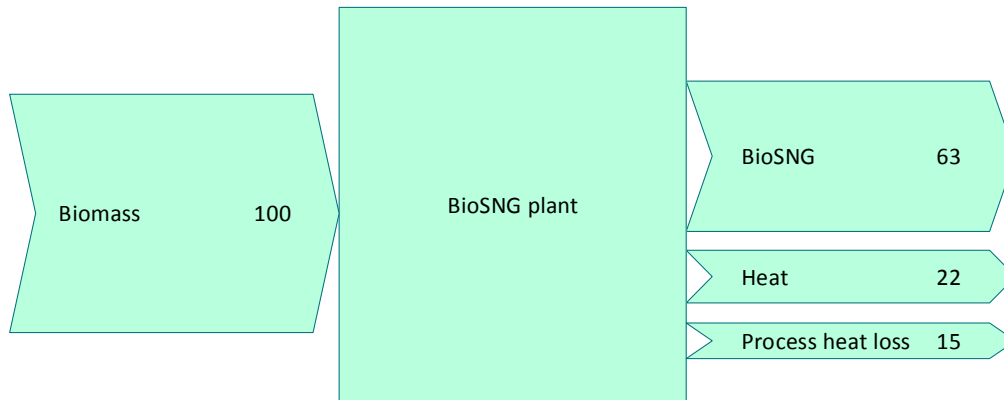 Biomass 100
BioSNG plant
BioSNG 63
Heat 22
Process heat loss 15